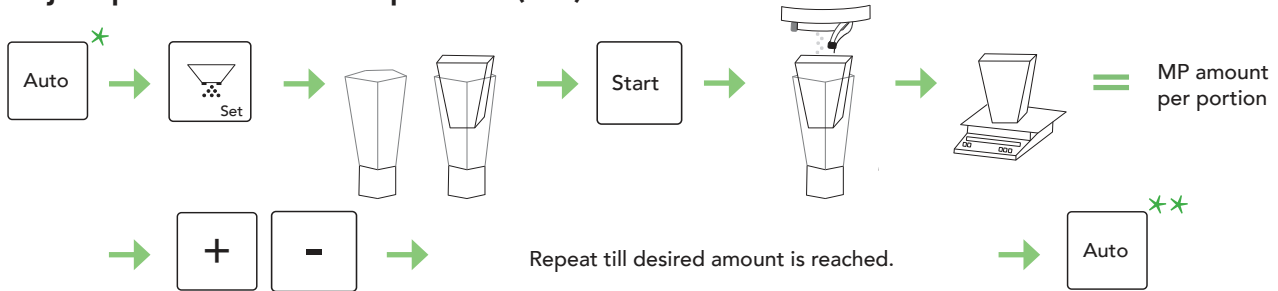 Auto
Set
Start
MP amount
per portion
+
-
Repeat till desired amount is reached.
Auto